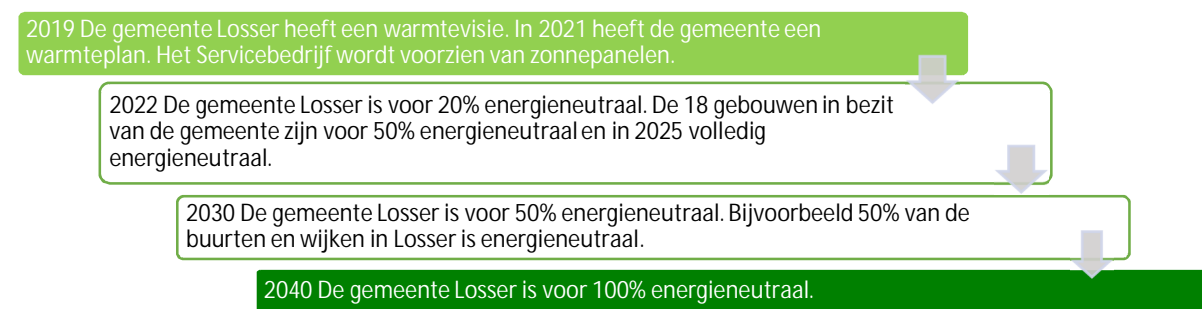 2019 De gemeente Losser heeft een warmtevisie. In 2021 heeft de gemeente een
warmteplan. Het Servicebedrijf wordt voorzien van zonnepanelen.
2022 De gemeente Losser is voor 20% energieneutraal. De 18 gebouwen in bezit
van de gemeente zijn voor 50% energieneutraal en in 2025 volledig
energieneutraal.
2030 De gemeente Losser is voor 50% energieneutraal. Bijvoorbeeld 50% van de
buurten en wijken in Losser is energieneutraal.
2040 De gemeente Losser is voor 100% energieneutraal.